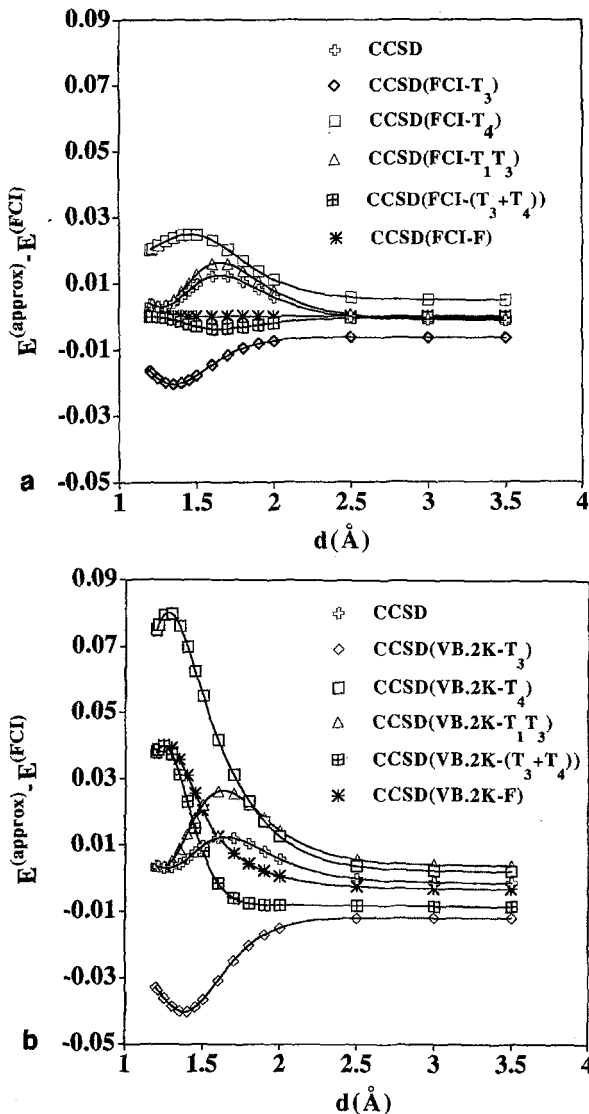 0.09
0.07
0.05
0.03
0.01
-0.01
-0.03
-0.05
E(approx)-E(FCI)
CCSD
CCSD(FCI-T3)
CCSD(FCI-T4)
CCSD(FCI-T1T3)
CCSD(FCI-(T3+T4))
CCSD(FCI-F)
1 1.5 2 2.5 3 3.5 4
a
d(Å)
0.09
0.07
0.05
0.03
0.01
-0.01
-0.03
-0.05
E(approx)-E(FCI)
CCSD
CCSD(VB.2K-T3)
CCSD(VB.2K-T4)
CCSD(VB.2K-T1T3)
CCSD(VB.2K-(T3+T4))
CCSD(VB.2K-F)
b
1 1.5 2 2.5 3 3.5 4
d(Å)